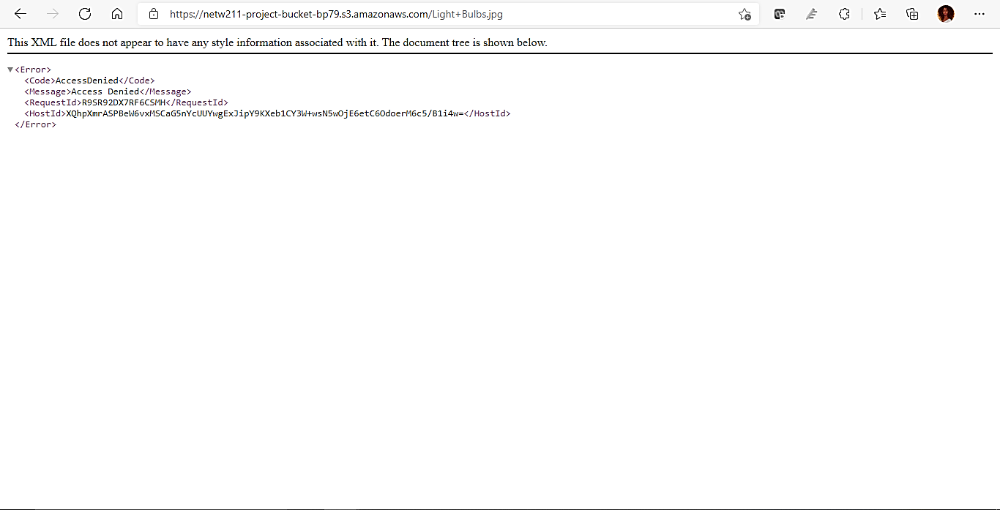 https://netw211-project-bucket-bp79.s3.amazonaws.com/Light+Bulbs.jpg
This XML file does not appear to have any style information associated with it. The document tree is shown below.
▼<Error>
<Code>AccessDenied</Code>
<Message>Access Denied</Message>
<RequestId>R9SR92DX7RF6CSMH</RequestId>
<HostId>XQhpXmrASPBeW6vxMSCaG5nYcUUYwgExJipY9KXeb1CY3W+wsN5wOjE6etC6OdoerM6c5/B1i4w=</HostId>
</Error>